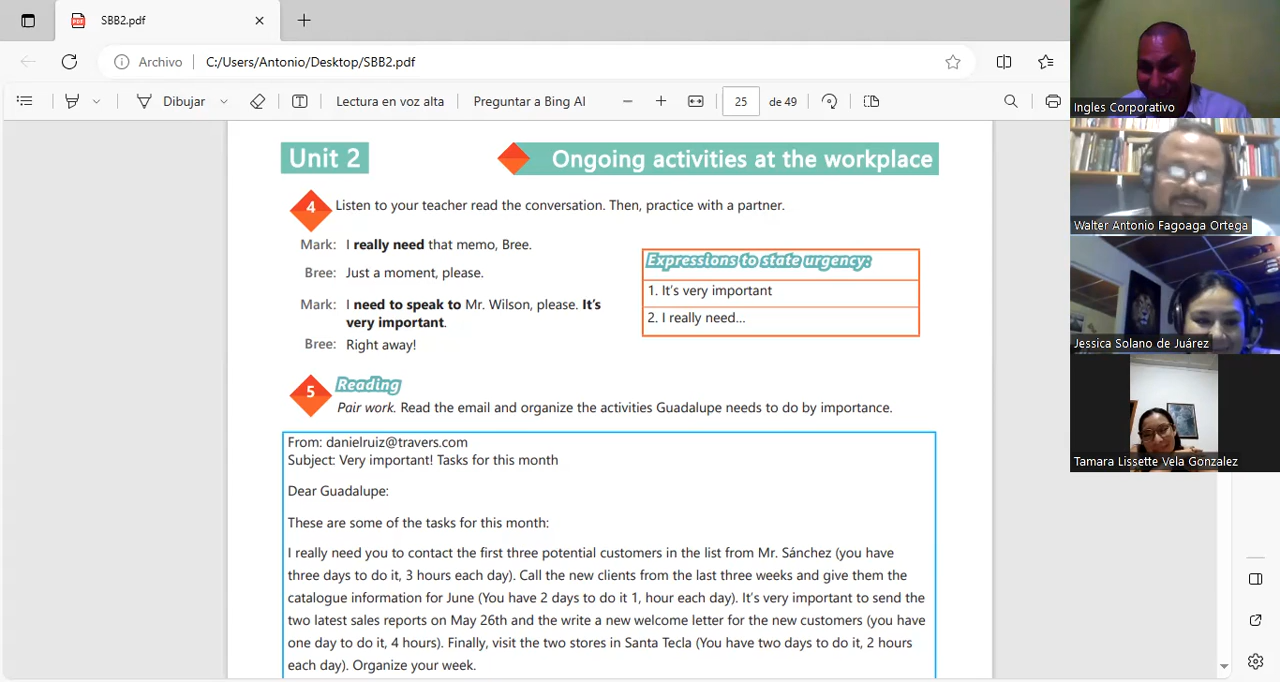 SBB2.pdf
Archivo
C:/Users/Antonio/Desktop/SBB2.pdf
Dibujar
Lectura en voz alta
Preguntar a Bing AI
25
de 49
Unit 2
Ongoing activities at the workplace
4
Listen to your teacher read the conversation. Then, practice with a partner.
Mark: I really need that memo, Bree.
Bree: Just a moment, please.
Mark: I need to speak to Mr. Wilson, please. It's
very important.
Bree: Right away!
Expressions to state urgency:
1. It's very important
2. I really need...
5
Reading
Pair work. Read the email and organize the activities Guadalupe needs to do by importance.
From: danielruiz@travers.com
Subject: Very important! Tasks for this month
Dear Guadalupe:
These are some of the tasks for this month:
I really need you to contact the first three potential customers in the list from Mr. Sánchez (you have
three days to do it, 3 hours each day). Call the new clients from the last three weeks and give them the
catalogue information for June (You have 2 days to do it 1, hour each day). It's very important to send the
two latest sales reports on May 26th and the write a new welcome letter for the new customers (you have
one day to do it, 4 hours). Finally, visit the two stores in Santa Tecla (You have two days to do it, 2 hours
each day). Organize your week.
Ingles Corporativo
Walter Antonio Fagoaga Ortega
Jessica Solano de Juárez
Tamara Lissette Vela Gonzalez